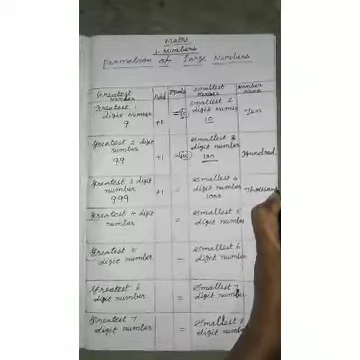 Maths
1. Numbers
Formation of Large Numbers
Greatest Number Add Smallest Number Number Name
Greatest 1 digit number 9 +1 = Smallest 2 digit number 10 Ten
Greatest 2 digit number 99 +1 = Smallest 3 digit number 100 Hundred
Greatest 3 digit number 999 +1 = Smallest 4 digit number 1000 Thousand
Greatest 4 digit number = Smallest 5 digit number
Greatest 5 digit number = Smallest 6 digit number
Greatest 6 digit number = Smallest 7 digit number
Greatest 7 digit number = Smallest 8 digit number